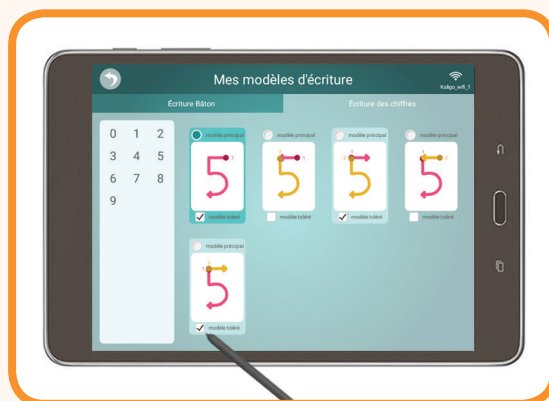 Mes modèles d'écriture
Kaligo_wifi_1
Écriture Bâton
Écriture des chiffres
0 1 2
3 4 5
6 7 8
9
modèle principal
modèle toléré
modèle principal
modèle toléré
modèle principal
modèle toléré
modèle principal
modèle toléré
modèle principal
modèle toléré